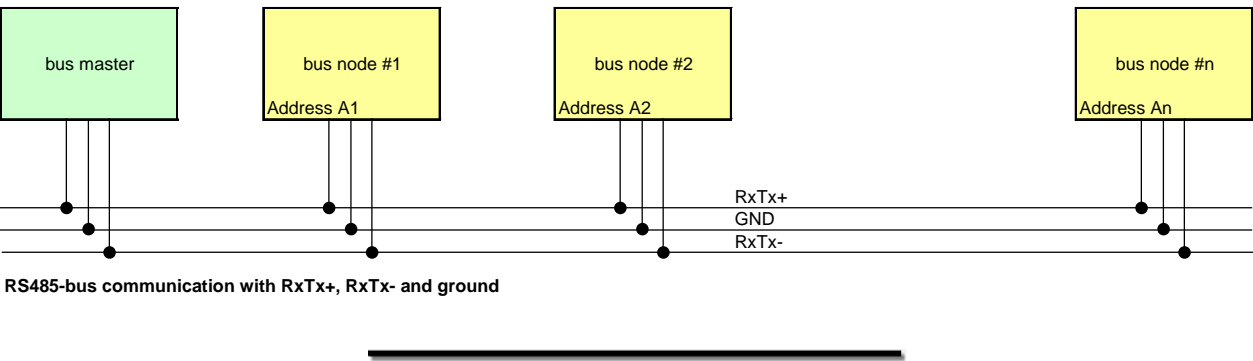 bus master
bus node #1
Address A1
bus node #2
Address A2
bus node #n
Address An
RxTx+
GND
RxTx-
RS485-bus communication with RxTx+, RxTx- and ground